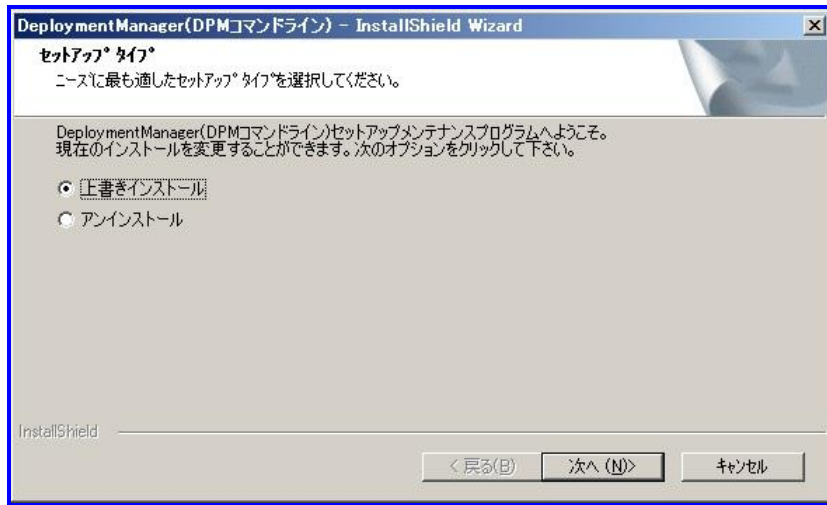 DeploymentManager(DPMコマンドライン) - InstallShield Wizard
セットアップ タイプ
ニーズに最も適したセットアップ タイプを選択してください。
DeploymentManager(DPMコマンドライン)セットアップメンテナンスプログラムへようこそ。
現在のインストールを変更することができます。次のオプションをクリックして下さい。
上書きインストール
アンインストール
InstallShield
< 戻る(B)
次へ (N)>
キャンセル